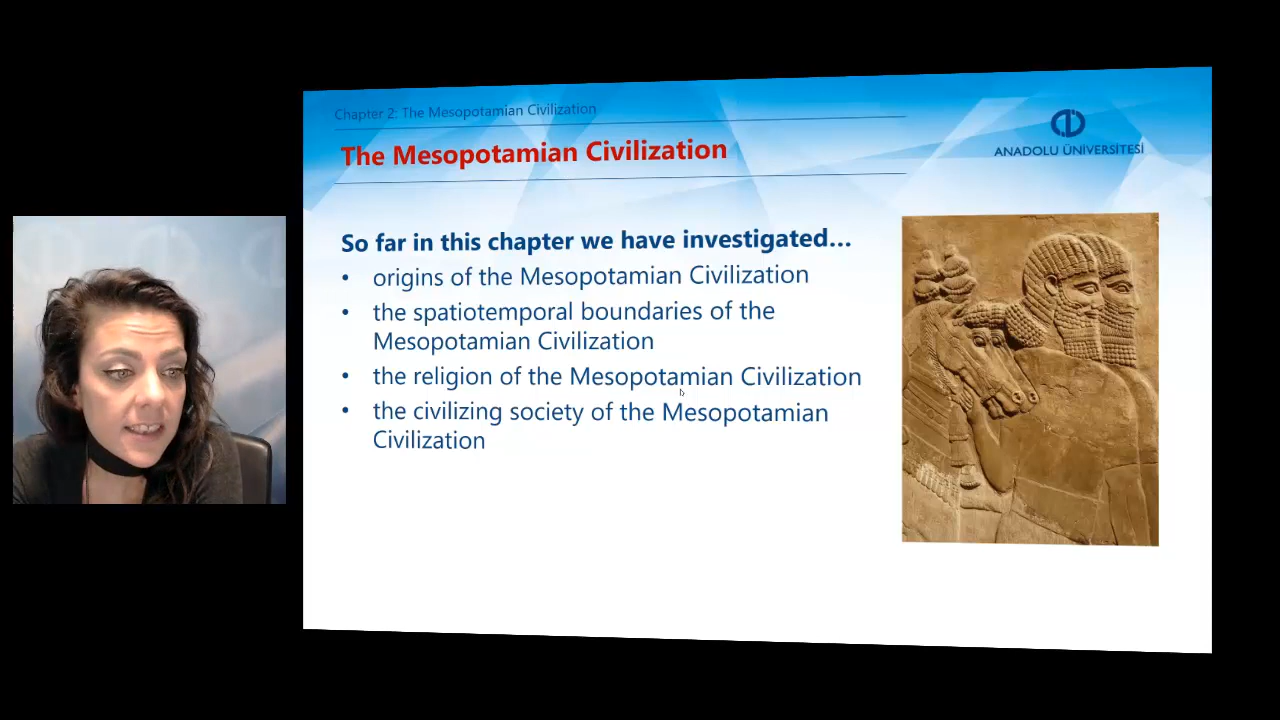 Chapter 2: The Mesopotamian Civilization
The Mesopotamian Civilization
ANADOLU ÜNİVERSİTESİ
So far in this chapter we have investigated…
• origins of the Mesopotamian Civilization
• the spatiotemporal boundaries of the
Mesopotamian Civilization
• the religion of the Mesopotamian Civilization
• the civilizing society of the Mesopotamian
Civilization